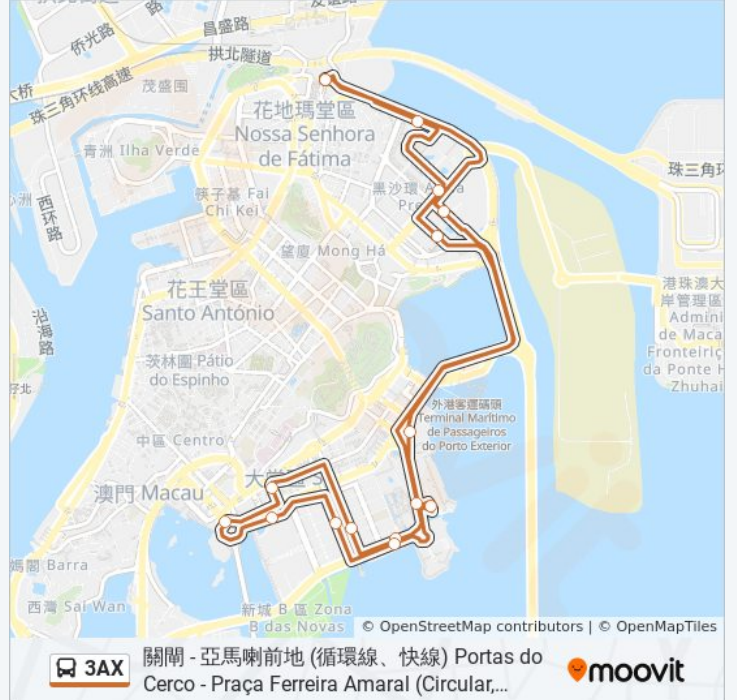 昌盛路
侨光路
拱北隧道
大桥
珠三角环线高速
茂盛圍
花地瑪堂區
Nossa Senhora
de Fátima
青洲 Ilha Verde
珠三角环
西环路
筷子基 Fai
Chi Kei
黑沙環 A
Pre
望廈 Mong Há
花王堂區
Santo António
港珠澳大
岸管理區
Admini
de Maca
Fronteiriç
da Ponte H
Zhuhai
沿海路
茨林圍 Pátio
do Espinho
外港客運碼頭
Terminal Marítimo
de Passageiros
do Porto Exterior
中區 Centro
大堂區 S
澳門 Macau
媽閣 Barra
西灣 Sai Wan
新城 B 區 Zona
B das Novas
© OpenStreetMap contributors | © OpenMapTiles
3AX
關閘 - 亞馬喇前地 (循環線、快線) Portas do
Cerco - Praça Ferreira Amaral (Circular,...
moovit